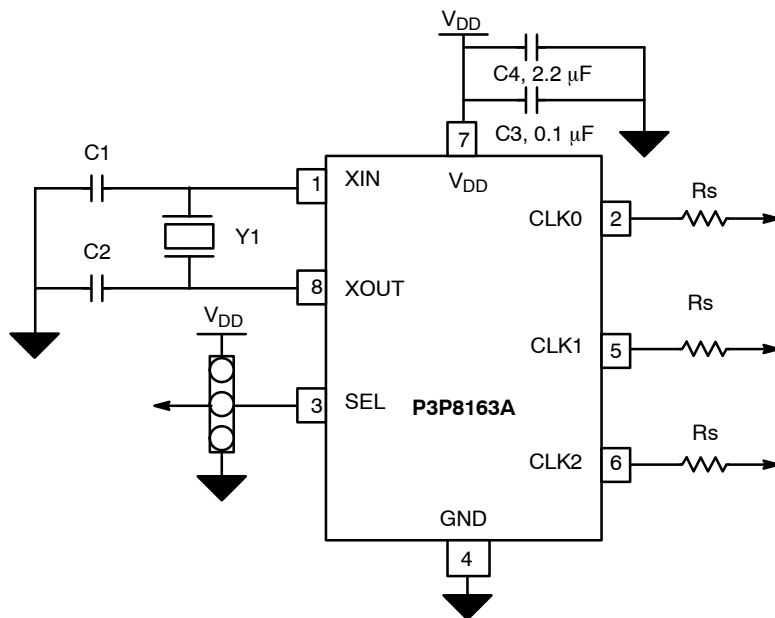 VDD
C4, 2.2 μF
C3, 0.1 μF
7
VDD
C1
1
XIN
Y1
C2
8
XOUT
VDD
3
SEL
P3P8163A
CLK0
2
Rs
CLK1
5
Rs
CLK2
6
Rs
GND
4